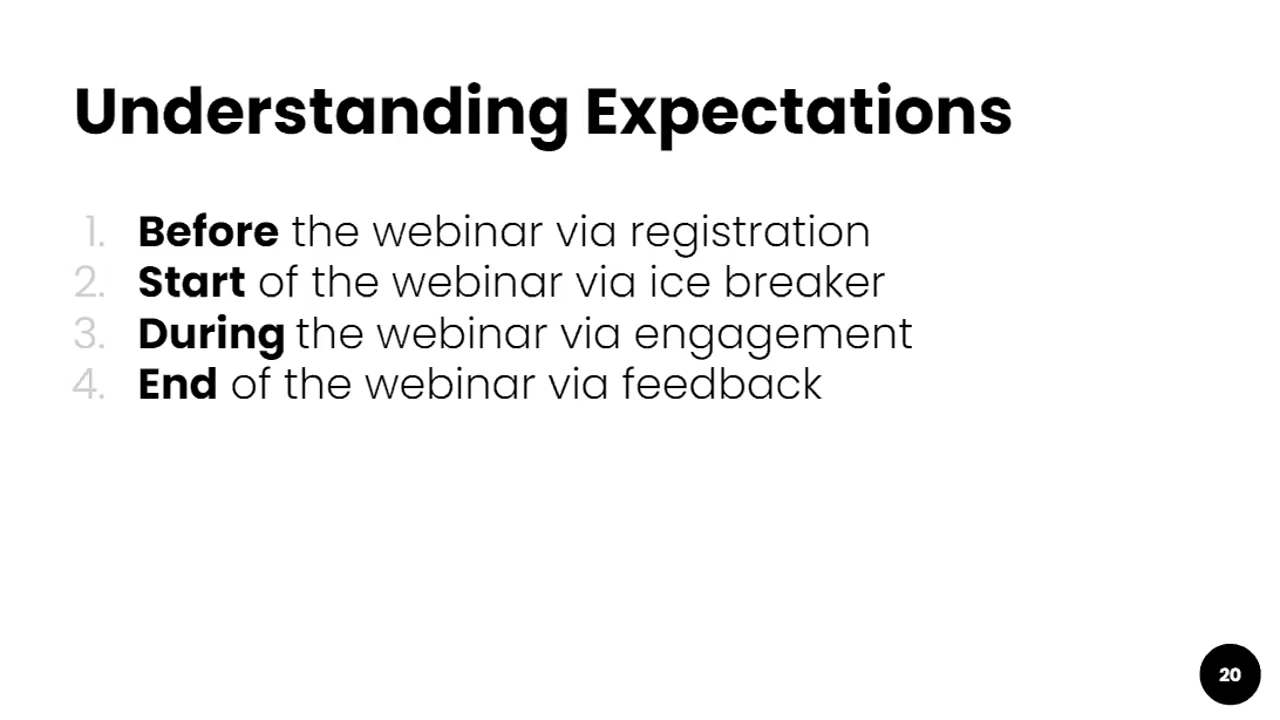 Understanding Expectations
1. Before the webinar via registration
2. Start of the webinar via ice breaker
3. During the webinar via engagement
4. End of the webinar via feedback
20